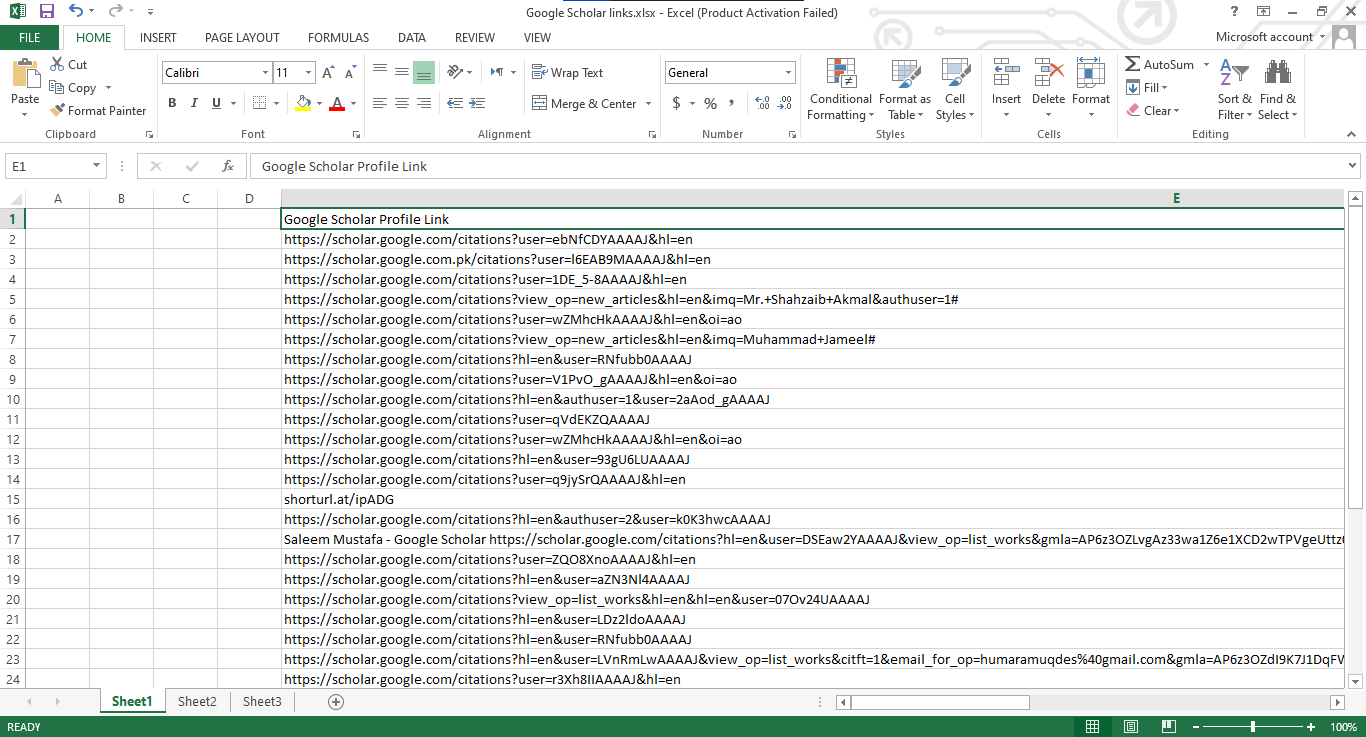 Google Scholar links.xlsx - Excel (Product Activation Failed)
FILE HOME INSERT PAGE LAYOUT FORMULAS DATA REVIEW VIEW Microsoft account
Paste Cut Copy Format Painter
Calibri 11
B I U A
Wrap Text
Merge & Center
General
$ % , .00
Conditional Formatting Format as Table Cell Styles
Insert Delete Format
AutoSum Fill Clear
Sort & Filter Find & Select
Clipboard Font Alignment Number Styles Cells Editing
E1 fx Google Scholar Profile Link
A B C D E
1 Google Scholar Profile Link
2 https://scholar.google.com/citations?user=ebNfCDYAAAAJ&hl=en
3 https://scholar.google.com.pk/citations?user=l6EAB9MAAAAJ&hl=en
4 https://scholar.google.com/citations?user=1DE_5-8AAAAJ&hl=en
5 https://scholar.google.com/citations?view_op=new_articles&hl=en&imq=Mr.+Shahzaib+Akmal&authuser=1#
6 https://scholar.google.com/citations?user=wZMhcHkAAAAJ&hl=en&oi=ao
7 https://scholar.google.com/citations?view_op=new_articles&hl=en&imq=Muhammad+Jameel#
8 https://scholar.google.com/citations?hl=en&user=RNfubb0AAAAJ
9 https://scholar.google.com/citations?user=V1PvO_gAAAAJ&hl=en&oi=ao
10 https://scholar.google.com/citations?hl=en&authuser=1&user=2aAod_gAAAAJ
11 https://scholar.google.com/citations?user=qVdEKZQAAAAJ
12 https://scholar.google.com/citations?user=wZMhcHkAAAAJ&hl=en&oi=ao
13 https://scholar.google.com/citations?hl=en&user=93gU6LUAAAAJ
14 https://scholar.google.com/citations?user=q9jySrQAAAAJ&hl=en
15 shorturl.at/ipADG
16 https://scholar.google.com/citations?hl=en&authuser=2&user=k0K3hwcAAAAJ
17 Saleem Mustafa - Google Scholar https://scholar.google.com/citations?hl=en&user=DSEaw2YAAAAJ&view_op=list_works&gmla=AP6z3OZLvgAz33wa1Z6e1XCD2wTPVgeUttz
18 https://scholar.google.com/citations?user=ZQO8XnoAAAAJ&hl=en
19 https://scholar.google.com/citations?hl=en&user=aZN3Nl4AAAAJ
20 https://scholar.google.com/citations?view_op=list_works&hl=en&hl=en&user=07Ov24UAAAAJ
21 https://scholar.google.com/citations?hl=en&user=LDz2ldoAAAAJ
22 https://scholar.google.com/citations?hl=en&user=RNfubb0AAAAJ
23 https://scholar.google.com/citations?hl=en&user=LVnRmLwAAAAJ&view_op=list_works&citft=1&email_for_op=humaramuqdes%40gmail.com&gmla=AP6z3OZdI9K7J1DqFV
24 https://scholar.google.com/citations?user=r3Xh8IIAAAAJ&hl=en
Sheet1 Sheet2 Sheet3
READY 100%